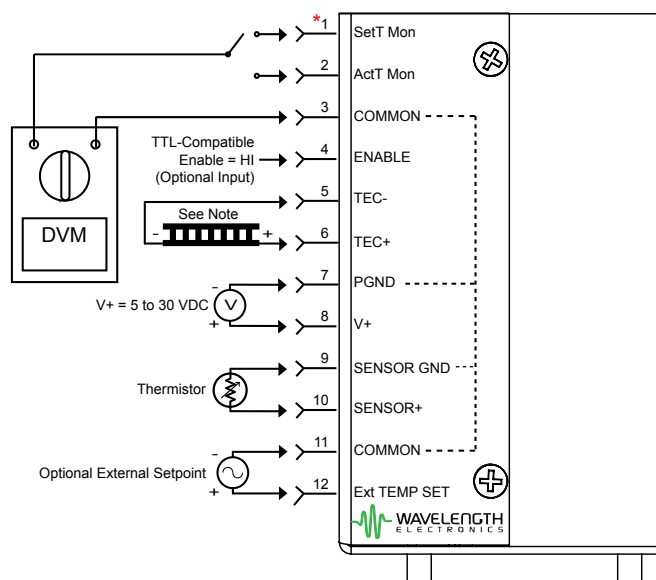 *1 SetT Mon
2 ActT Mon
3 COMMON
TTL-Compatible
Enable = HI
(Optional Input)
4 ENABLE
5 TEC-
See Note
- +
6 TEC+
DVM
7 PGND
-
V+ = 5 to 30 VDC V
+
8 V+
9 SENSOR GND
Thermistor
10 SENSOR+
11 COMMON
-
Optional External Setpoint
+
12 Ext TEMP SET
WAVELENGTH
ELECTRONICS